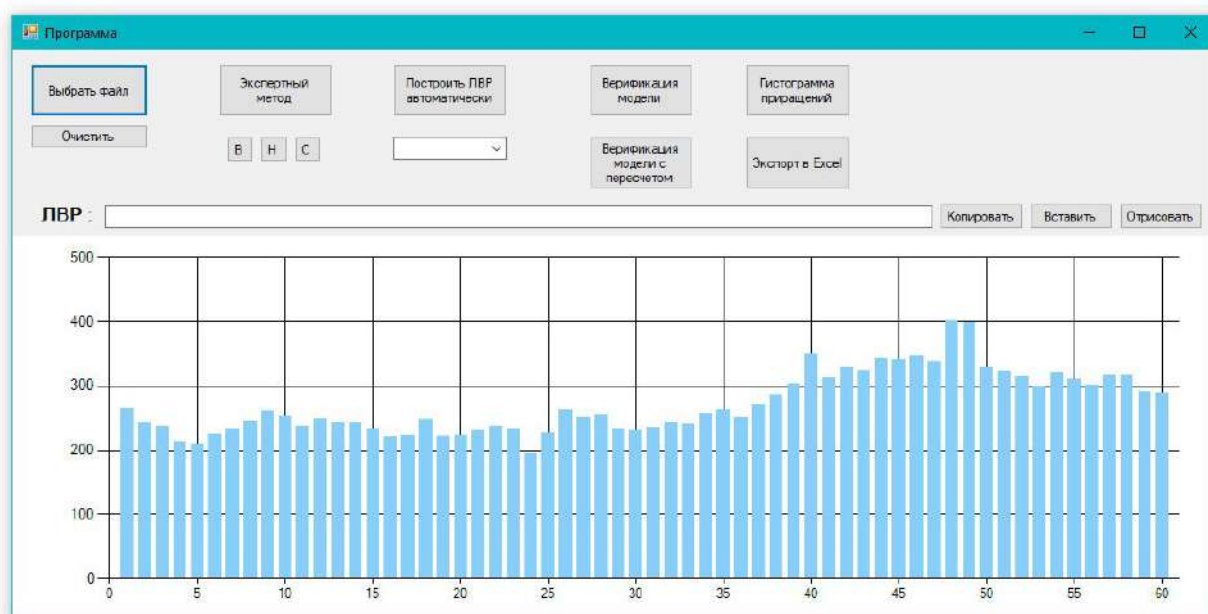 Программа
Выбрать файл
Экспертный
метод
Построить ЛВР
автоматически
Верификация
модели
Гистограмма
приращений
Очистить
В Н С
Верификация
модели с
пересчетом
Экспорт в Excel
ЛВР :
Копировать Вставить Отрисовать
500
400
300
200
100
0
0 5 10 15 20 25 30 35 40 45 50 55 60